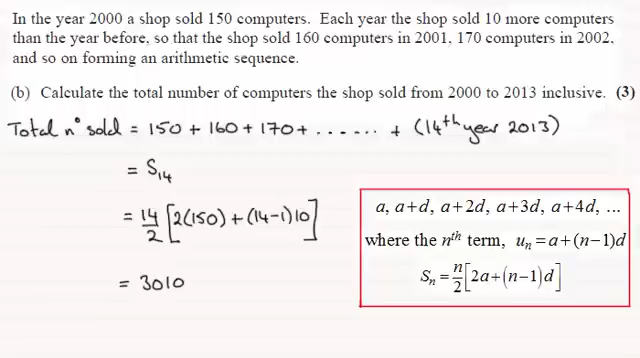 In the year 2000 a shop sold 150 computers. Each year the shop sold 10 more computers
than the year before, so that the shop sold 160 computers in 2001, 170 computers in 2002,
and so on forming an arithmetic sequence.
(b) Calculate the total number of computers the shop sold from 2000 to 2013 inclusive. (3)
Total n° sold = 150 + 160 + 170 + ...... + (14th year 2013)
= S₁₄
= 14/2 [2(150) + (14-1)10]
= 3010
a, a+d, a+2d, a+3d, a+4d, ...
where the nth term, uₙ = a+(n−1)d
Sₙ = n/2[2a+(n−1)d]